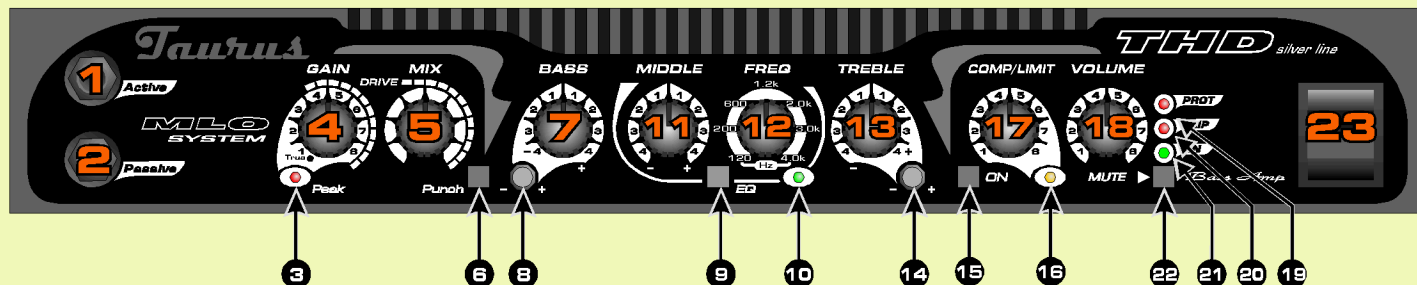 Taurus
THD silver line
GAIN MIX BASS MIDDLE FREQ TREBLE COMP/LIMIT VOLUME
DRIVE
1 Active
MLO
SYSTEM
2 Passive
4 5 7 11 12 13 17 18 23
1.2k
600 2.0k
200 3.0k
120 Hz 4.0k
True
Peak Punch - + EQ - + ON MUTE Bass Amp
PROT
3 6 8 9 10 14 15 16 22 21 20 19